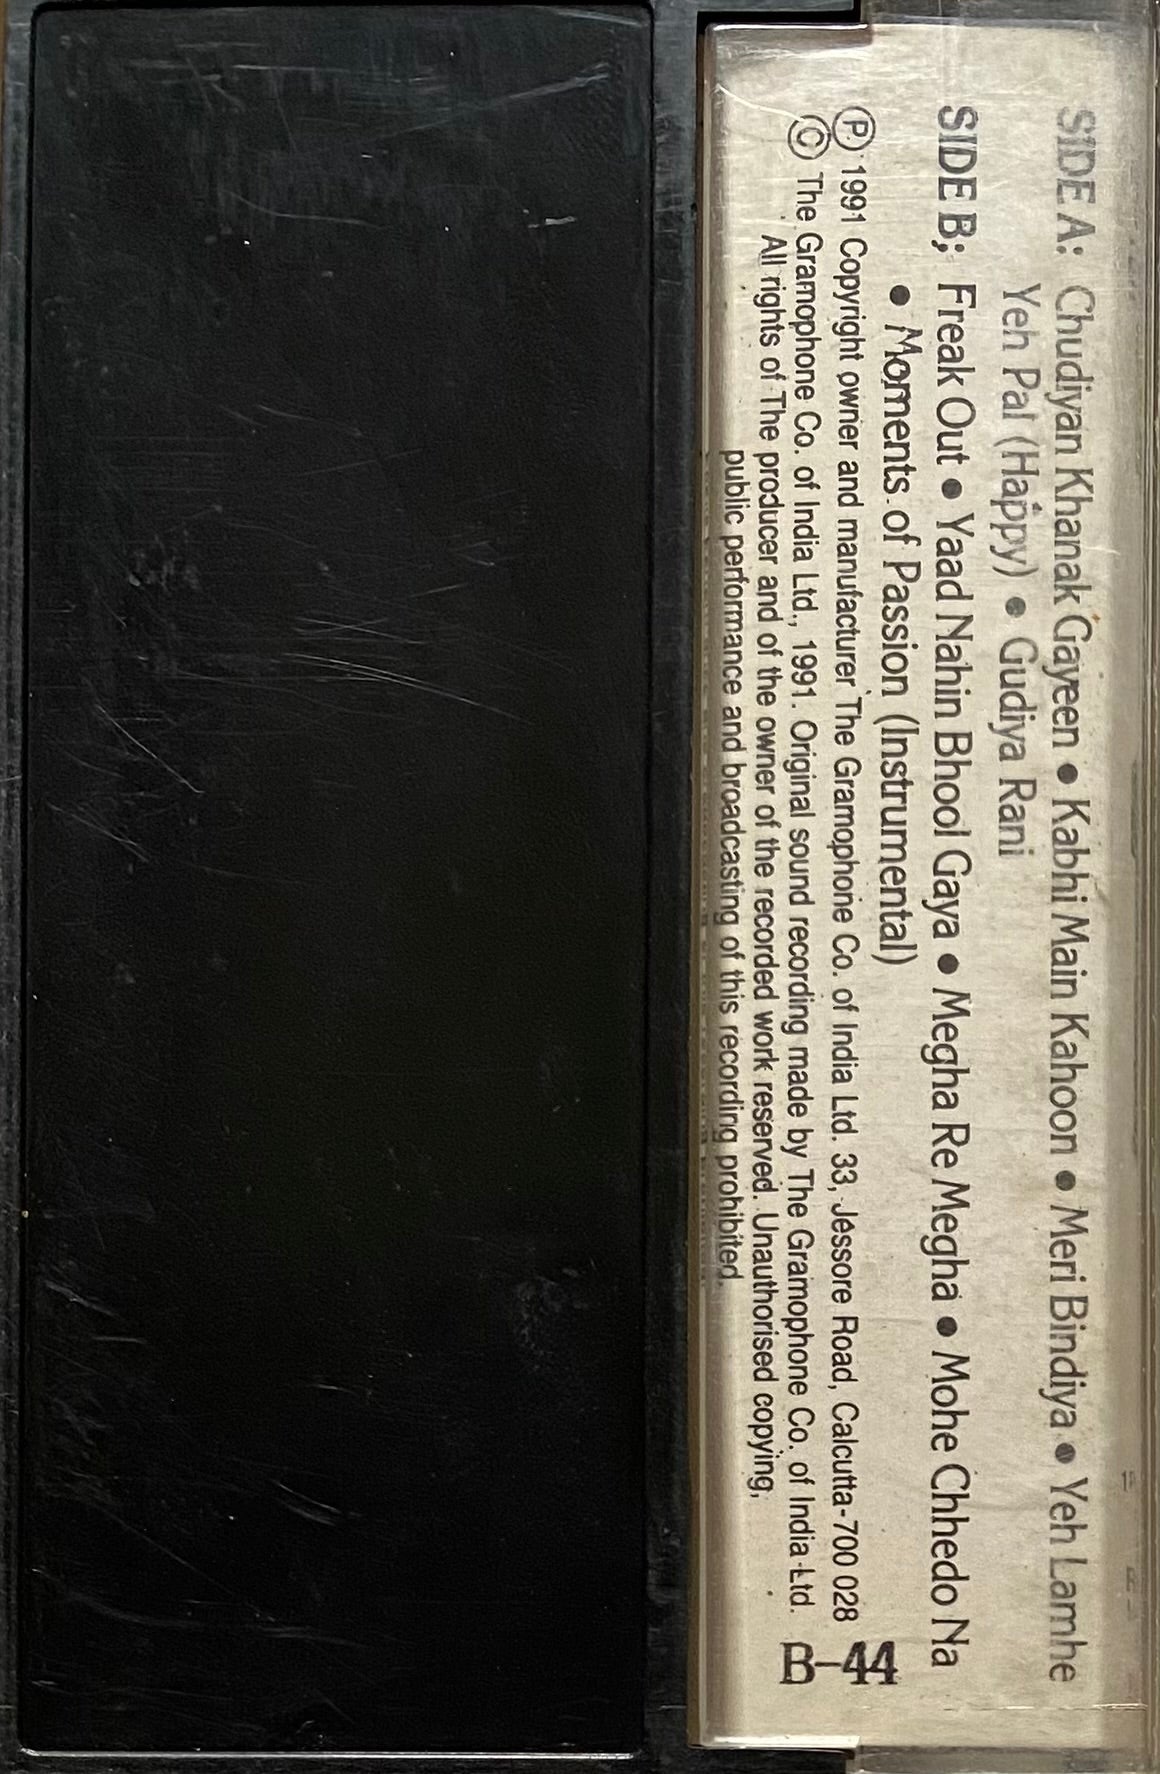 SIDE A: Chudiyan Khanak Gayeen ● Kabhi Main Kahoon ● Meri Bindiya ● Yeh Lamhe
Yeh Pal (Happy) ● Gudiya Rani
SIDE B; Freak Out ● Yaad Nahin Bhool Gaya ● Megha Re Megha ● Mohe Chhedo Na
● Moments of Passion (Instrumental)
Ⓟ 1991 Copyright owner and manufacturer The Gramophone Co. of India Ltd. 33, Jessore Road, Calcutta-700 028
Ⓒ The Gramophone Co. of India Ltd., 1991. Original sound recording made by The Gramophone Co. of India Ltd.
All rights of The producer and of the owner of the recorded work reserved. Unauthorised copying,
public performance and broadcasting of this recording prohibited.
B-44